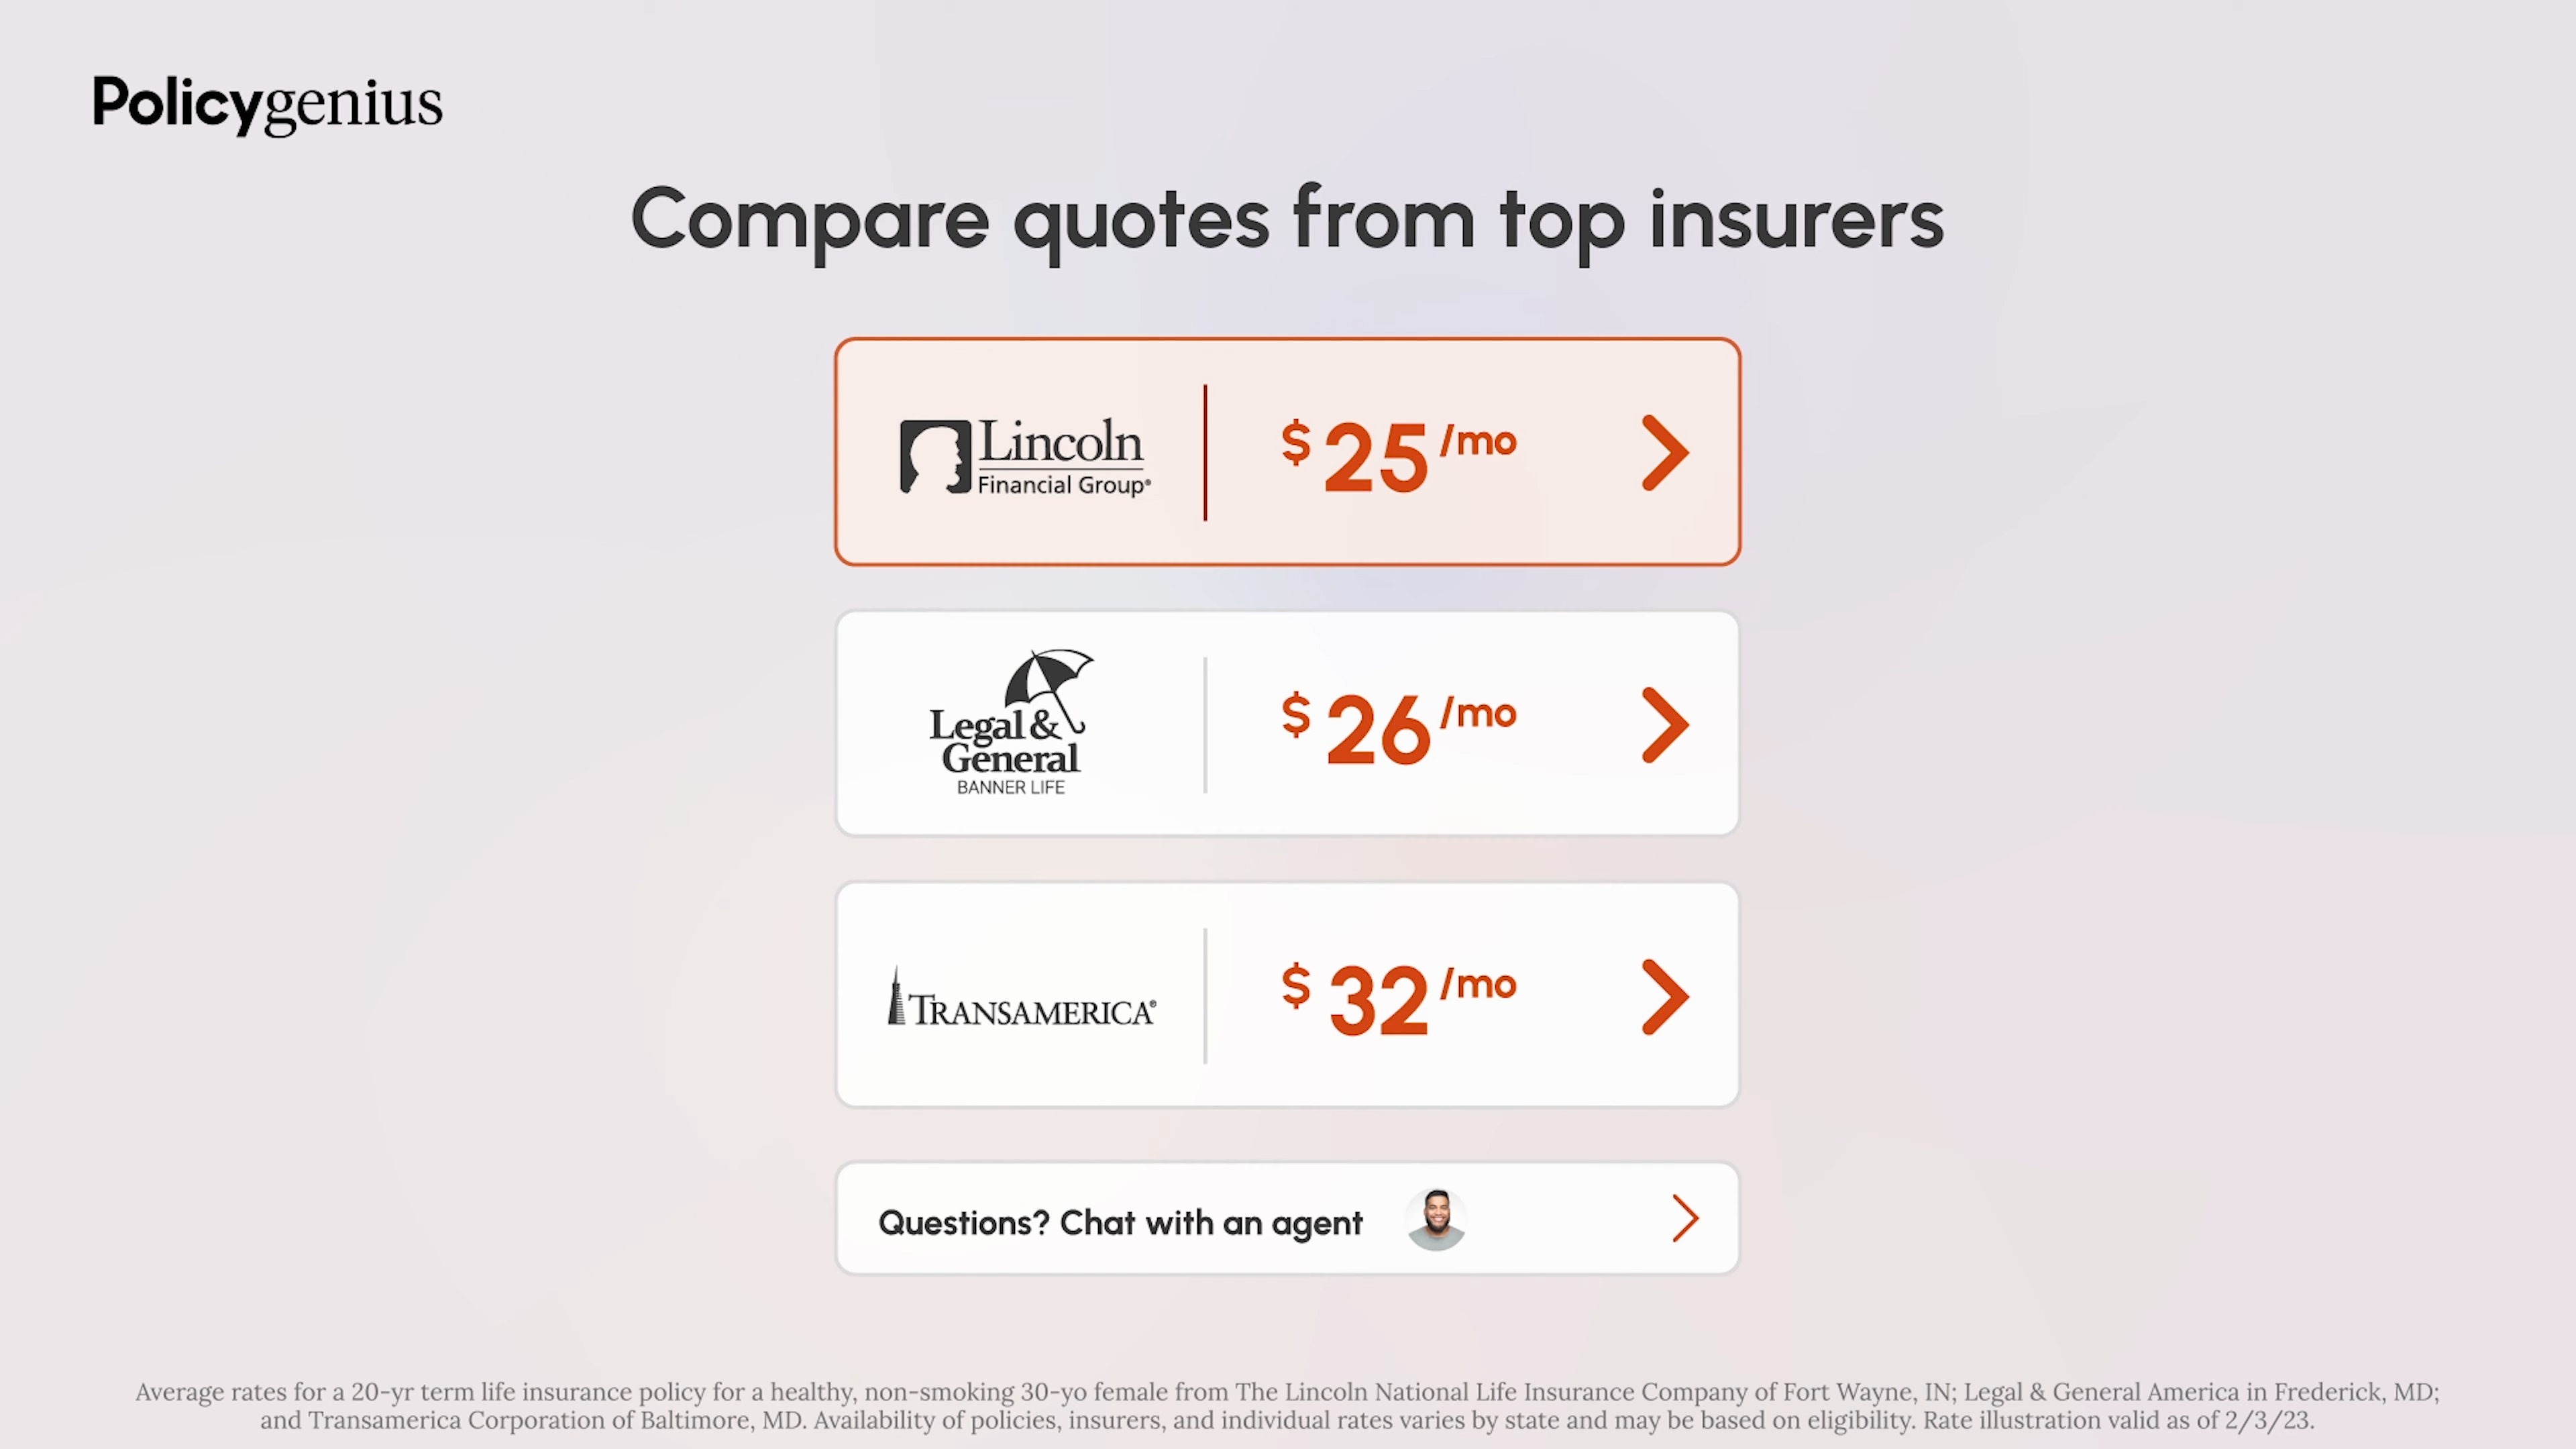 Policygenius
Compare quotes from top insurers
Lincoln
Financial Group®
$25/mo
Legal &
General
BANNER LIFE
$26/mo
TRANSAMERICA®
$32/mo
Questions? Chat with an agent
Average rates for a 20-yr term life insurance policy for a healthy, non-smoking 30-yo female from The Lincoln National Life Insurance Company of Fort Wayne, IN; Legal & General America in Frederick, MD;
and Transamerica Corporation of Baltimore, MD. Availability of policies, insurers, and individual rates varies by state and may be based on eligibility. Rate illustration valid as of 2/3/23.